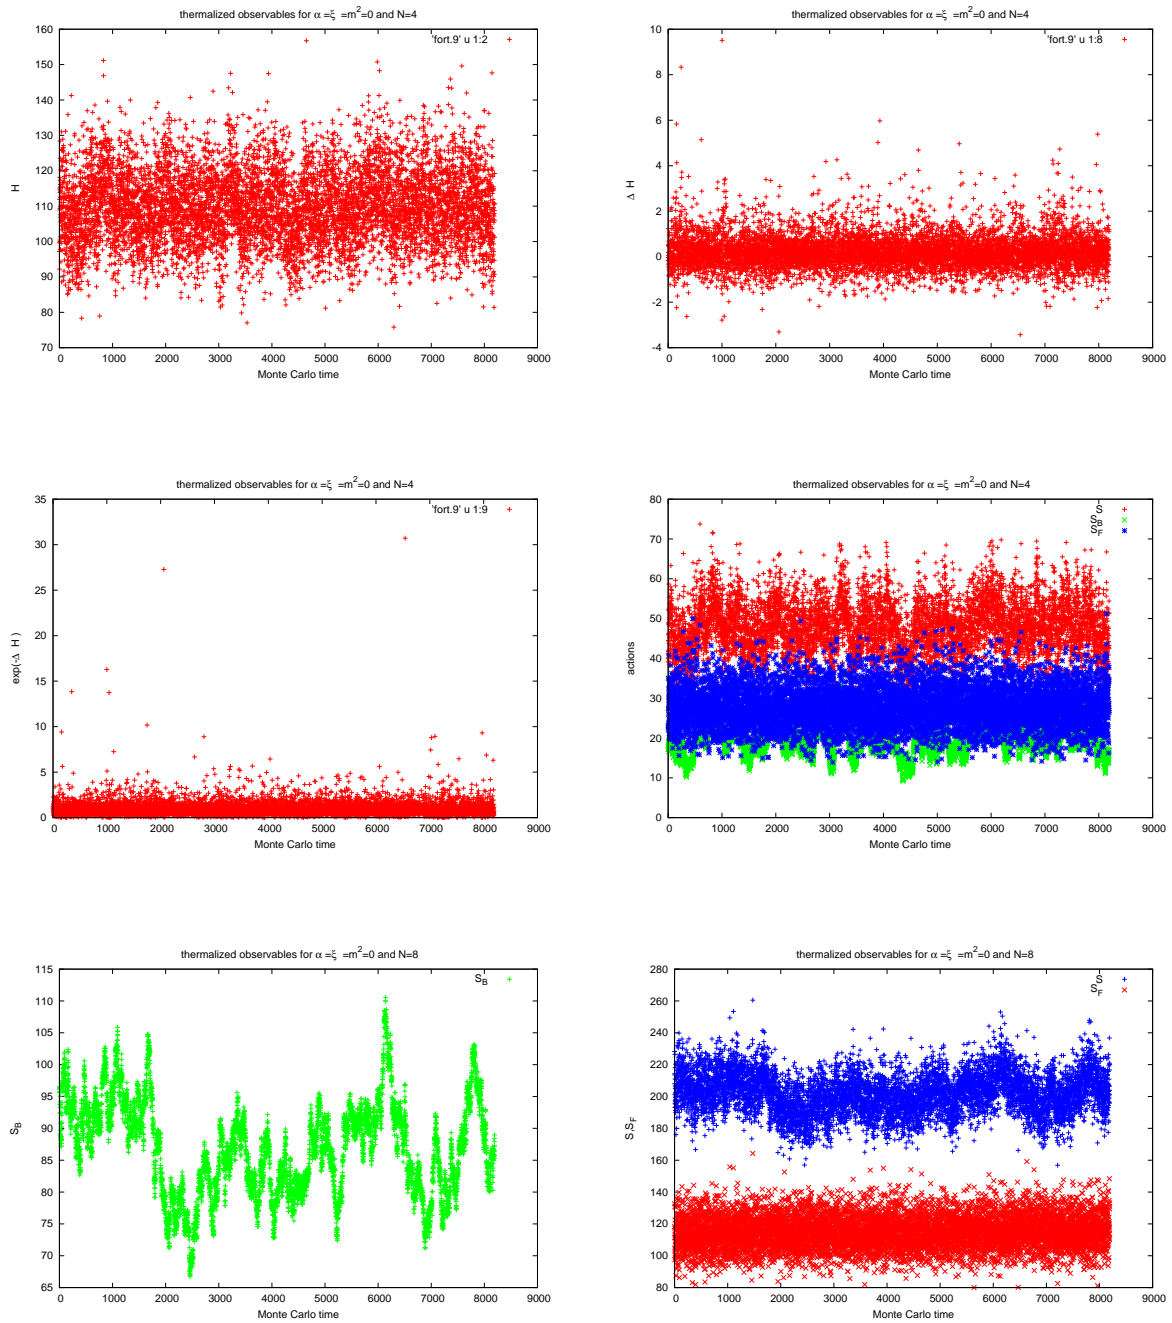 thermalized observables for α =ξ =m²=0 and N=4
'fort.9' u 1:2
H
160
150
140
130
120
110
100
90
80
70
0 1000 2000 3000 4000 5000 6000 7000 8000 9000
Monte Carlo time
thermalized observables for α =ξ =m²=0 and N=4
'fort.9' u 1:8
Δ H
10
8
6
4
2
0
-2
-4
0 1000 2000 3000 4000 5000 6000 7000 8000 9000
Monte Carlo time
thermalized observables for α =ξ =m²=0 and N=4
'fort.9' u 1:9
exp(-Δ H)
35
30
25
20
15
10
5
0
0 1000 2000 3000 4000 5000 6000 7000 8000 9000
Monte Carlo time
thermalized observables for α =ξ =m²=0 and N=4
S
S_B
S_F
actions
80
70
60
50
40
30
20
10
0
0 1000 2000 3000 4000 5000 6000 7000 8000 9000
Monte Carlo time
thermalized observables for α =ξ =m²=0 and N=8
S_B
S_B
115
110
105
100
95
90
85
80
75
70
65
0 1000 2000 3000 4000 5000 6000 7000 8000 9000
Monte Carlo time
thermalized observables for α =ξ =m²=0 and N=8
S
S_F
S,S_F
280
260
240
220
200
180
160
140
120
100
80
0 1000 2000 3000 4000 5000 6000 7000 8000 9000
Monte Carlo time